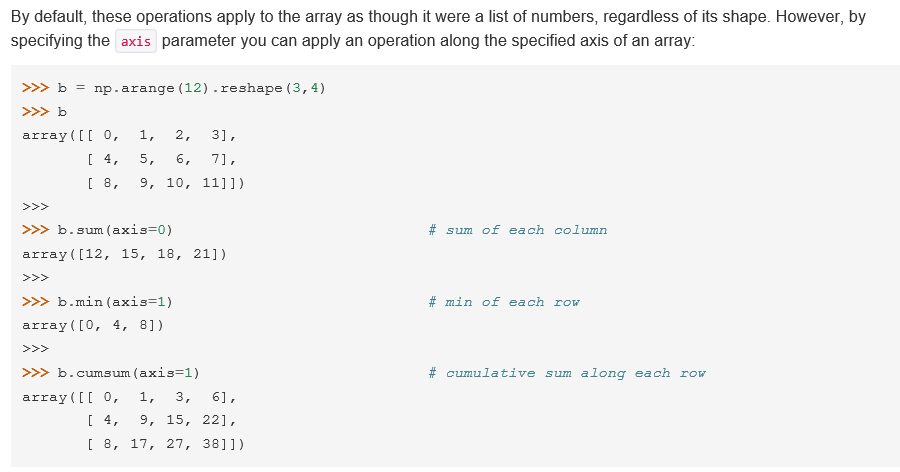 By default, these operations apply to the array as though it were a list of numbers, regardless of its shape. However, by
specifying the axis parameter you can apply an operation along the specified axis of an array:
>>> b = np.arange(12).reshape(3,4)
>>> b
array([[ 0,  1,  2,  3],
       [ 4,  5,  6,  7],
       [ 8,  9, 10, 11]])
>>>
>>> b.sum(axis=0)                            # sum of each column
array([12, 15, 18, 21])
>>>
>>> b.min(axis=1)                            # min of each row
array([0, 4, 8])
>>>
>>> b.cumsum(axis=1)                         # cumulative sum along each row
array([[ 0,  1,  3,  6],
       [ 4,  9, 15, 22],
       [ 8, 17, 27, 38]])